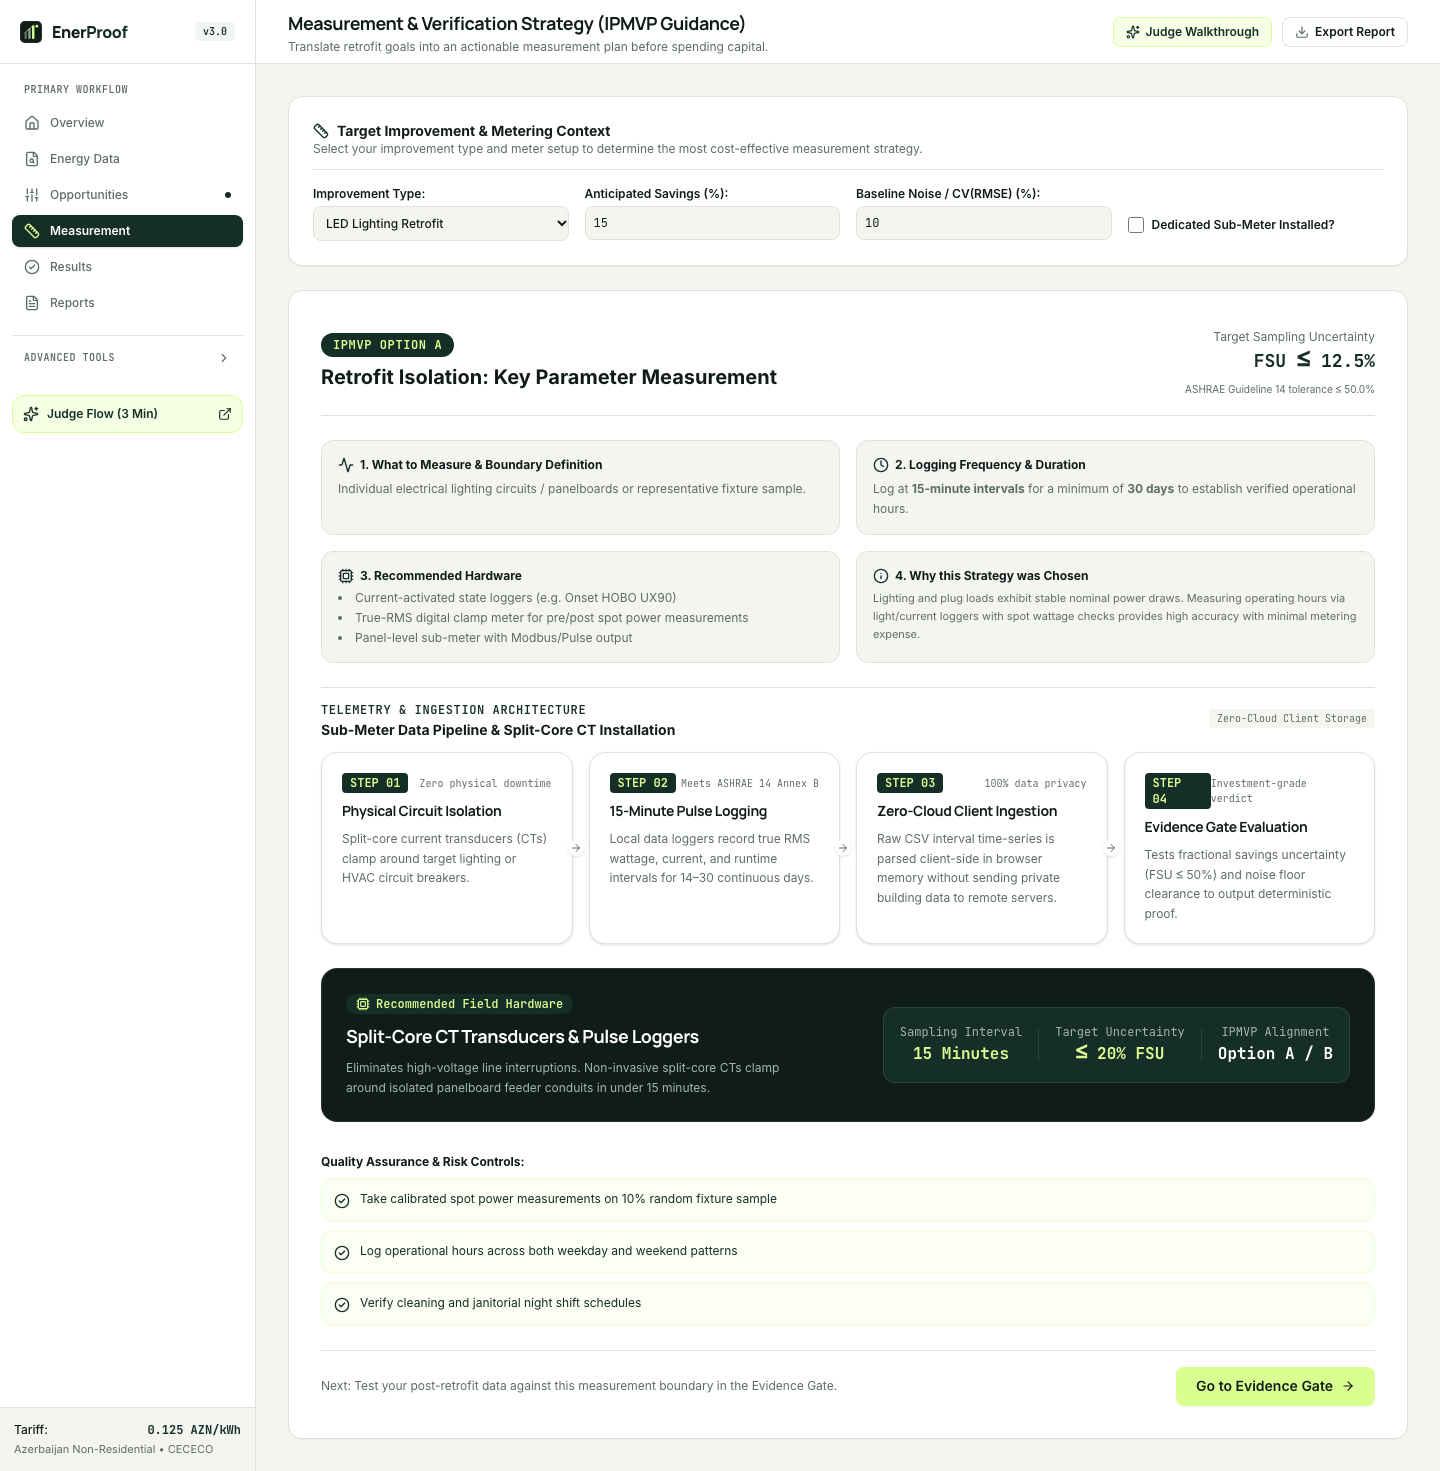 EnerProof
v3.0
Measurement & Verification Strategy (IPMVP Guidance)
Translate retrofit goals into an actionable measurement plan before spending capital.
Judge Walkthrough
Export Report
PRIMARY WORKFLOW
Overview
Energy Data
Opportunities
Measurement
Results
Reports
ADVANCED TOOLS
Judge Flow (3 Min)
Target Improvement & Metering Context
Select your improvement type and meter setup to determine the most cost-effective measurement strategy.
Improvement Type:
LED Lighting Retrofit
Anticipated Savings (%):
15
Baseline Noise / CV(RMSE) (%):
10
Dedicated Sub-Meter Installed?
IPMVP OPTION A
Retrofit Isolation: Key Parameter Measurement
Target Sampling Uncertainty
FSU ≤ 12.5%
ASHRAE Guideline 14 tolerance ≤ 50.0%
1. What to Measure & Boundary Definition
Individual electrical lighting circuits / panelboards or representative fixture sample.
2. Logging Frequency & Duration
Log at 15-minute intervals for a minimum of 30 days to establish verified operational
hours.
3. Recommended Hardware
• Current-activated state loggers (e.g. Onset HOBO UX90)
• True-RMS digital clamp meter for pre/post spot power measurements
• Panel-level sub-meter with Modbus/Pulse output
4. Why this Strategy was Chosen
Lighting and plug loads exhibit stable nominal power draws. Measuring operating hours via
light/current loggers with spot wattage checks provides high accuracy with minimal metering
expense.
TELEMETRY & INGESTION ARCHITECTURE
Sub-Meter Data Pipeline & Split-Core CT Installation
Zero-Cloud Client Storage
STEP 01
Zero physical downtime
Physical Circuit Isolation
Split-core current transducers (CTs)
clamp around target lighting or
HVAC circuit breakers.
STEP 02
Meets ASHRAE 14 Annex B
15-Minute Pulse Logging
Local data loggers record true RMS
wattage, current, and runtime
intervals for 14–30 continuous days.
STEP 03
100% data privacy
Zero-Cloud Client Ingestion
Raw CSV interval time-series is
parsed client-side in browser
memory without sending private
building data to remote servers.
STEP
04
Investment-grade
verdict
Evidence Gate Evaluation
Tests fractional savings uncertainty
(FSU ≤ 50%) and noise floor
clearance to output deterministic
proof.
Recommended Field Hardware
Split-Core CT Transducers & Pulse Loggers
Eliminates high-voltage line interruptions. Non-invasive split-core CTs clamp
around isolated panelboard feeder conduits in under 15 minutes.
Sampling Interval
15 Minutes
Target Uncertainty
≤ 20% FSU
IPMVP Alignment
Option A / B
Quality Assurance & Risk Controls:
Take calibrated spot power measurements on 10% random fixture sample
Log operational hours across both weekday and weekend patterns
Verify cleaning and janitorial night shift schedules
Next: Test your post-retrofit data against this measurement boundary in the Evidence Gate.
Go to Evidence Gate
Tariff:
0.125 AZN/kWh
Azerbaijan Non-Residential • CECECO